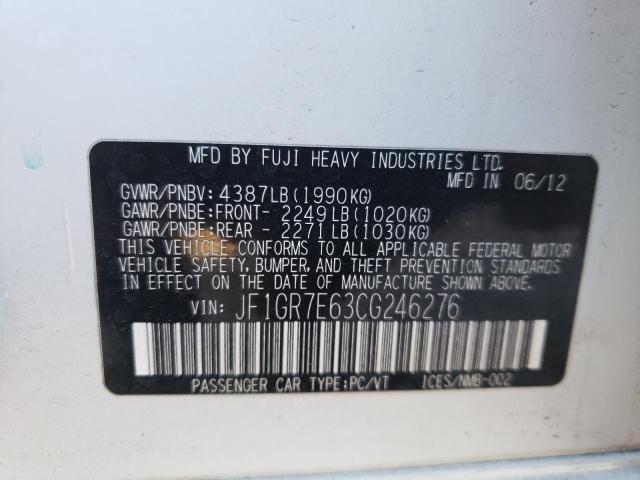 MFD BY FUJI HEAVY INDUSTRIES LTD.
MFD IN 06/12
GVWR/PNBV: 4387LB(1990KG)
GAWR/PNBE:FRONT- 2249LB(1020KG)
GAWR/PNBE:REAR - 2271LB(1030KG)
THIS VEHICLE CONFORMS TO ALL APPLICABLE FEDERAL MOTOR
VEHICLE SAFETY, BUMPER, AND THEFT PREVENTION STANDARDS
IN EFFECT ON THE DATE OF MANUFACTURE SHOWN ABOVE.
VIN: JF1GR7E63CG246276
PASSENGER CAR TYPE:PC/VT ICES/NMB-002